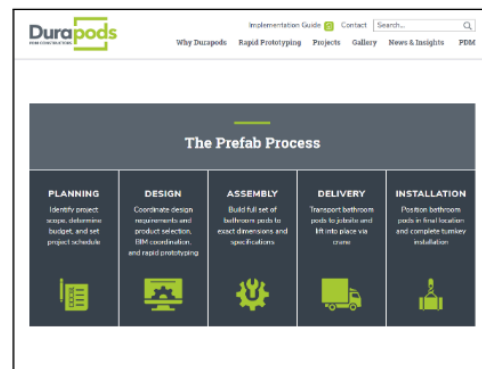 Implementation Guide Contact Search...
Durapods
Why Durapods Rapid Prototyping Projects Gallery News & Insights PDM
The Prefab Process
PLANNING
Identify project
scope, determine
budget, and set
project schedule
DESIGN
Coordinate design
requirements and
product selection,
BIM coordination,
and rapid prototyping
ASSEMBLY
Build full set of
bathroom pods to
exact dimensions and
specifications
DELIVERY
Transport bathroom
pods to jobsite and
lift into place via
crane
INSTALLATION
Position bathroom
pods in final location
and complete turnkey
installation